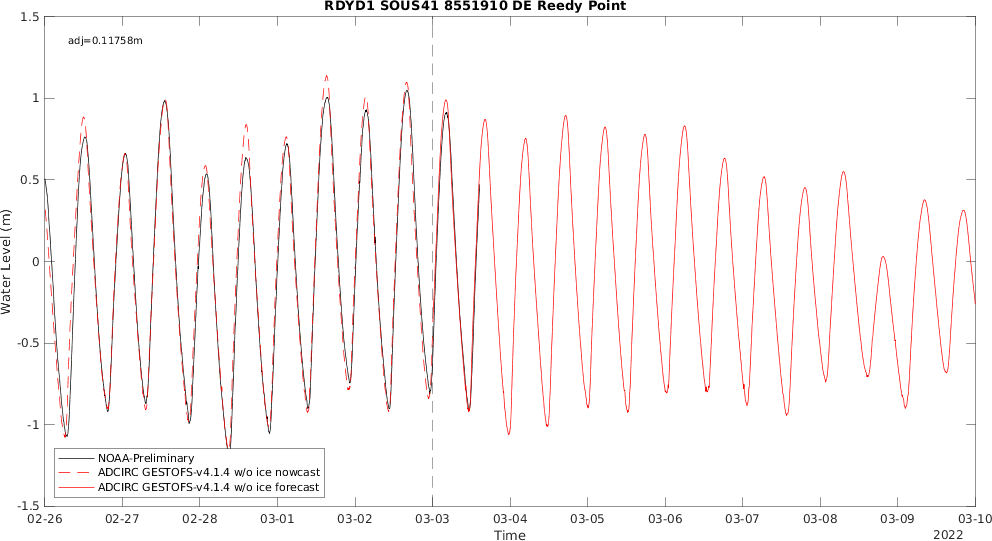 RDYD1 SOUS41 8551910 DE Reedy Point
adj=0.11758m
1.5
1
0.5
0
-0.5
-1
-1.5
Water Level (m)
NOAA-Preliminary
ADCIRC GESTOFS-v4.1.4 w/o ice nowcast
ADCIRC GESTOFS-v4.1.4 w/o ice forecast
02-26 02-27 02-28 03-01 03-02 03-03 03-04 03-05 03-06 03-07 03-08 03-09 03-10
Time
2022